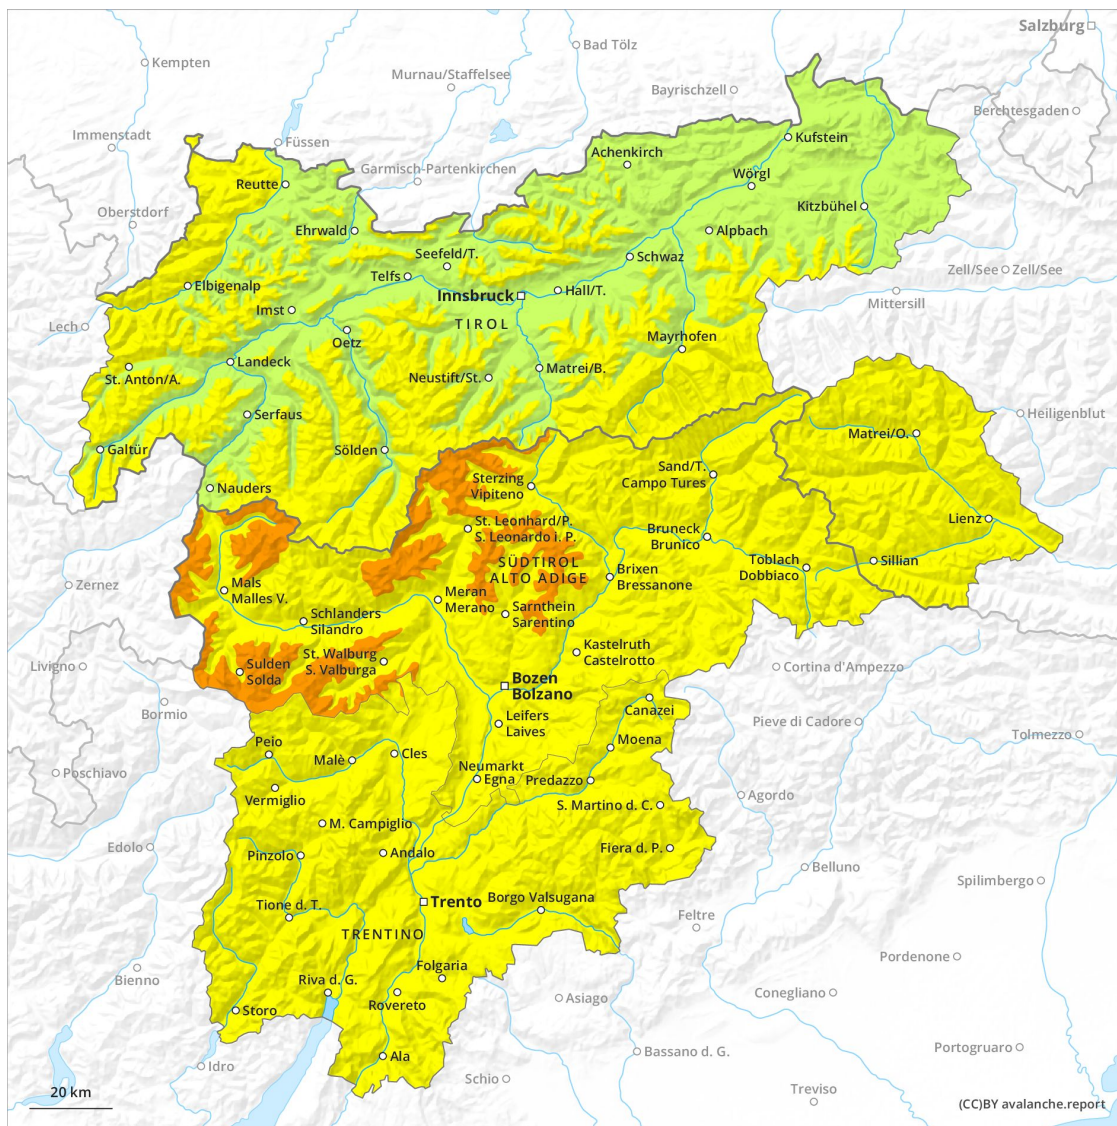 Salzburg
Bad Tölz
Kempten
Murnau/Staffelsee
Bayrischzell
Berchtesgaden
Immenstadt
Füssen
Kufstein
Achenkirch
Garmisch-Partenkirchen
Wörgl
Reutte
Kitzbühel
Oberstdorf
Ehrwald
Alpbach
Seefeld/T.
Schwaz
Telfs
Zell/See
Zell/See
Elbigenalp
Innsbruck
Hall/T.
Mittersill
Imst
TIROL
Lech
Oetz
Mayrhofen
Landeck
Matrei/B.
St. Anton/A.
Neustift/St.
Serfaus
Heiligenblut
Matrei/O.
Galtür
Sölden
Sand/T.
Campo Tures
Sterzing
Vipiteno
Nauders
Lienz
St. Leonhard/P.
S. Leonardo i. P.
Bruneck
Brunico
SÜDTIROL
ALTO ADIGE
Toblach
Dobbiaco
Sillian
Brixen
Bressanone
Zernez
Mals
Malles V.
Meran
Merano
Sarnthein
Sarentino
Schlanders
Silandro
Kastelruth
Castelrotto
St. Walburg
S. Valburga
Livigno
Sulden
Solda
Cortina d'Ampezzo
Bozen
Bolzano
Bormio
Canazei
Leifers
Laives
Pieve di Cadore
Tolmezzo
Peio
Moena
Cles
Malè
Neumarkt
Egna
Poschiavo
Predazzo
Vermiglio
Agordo
S. Martino d. C.
M. Campiglio
Edolo
Pinzolo
Andalo
Fiera d. P.
Belluno
Spilimbergo
Trento
Borgo Valsugana
Tione d. T.
Feltre
TRENTINO
Pordenone
Folgaria
Bienno
Riva d. G.
Rovereto
Conegliano
Asiago
Storo
Portogruaro
Bassano d. G.
Ala
Idro
Schio
Treviso
20 km
(CC)BY avalanche.report